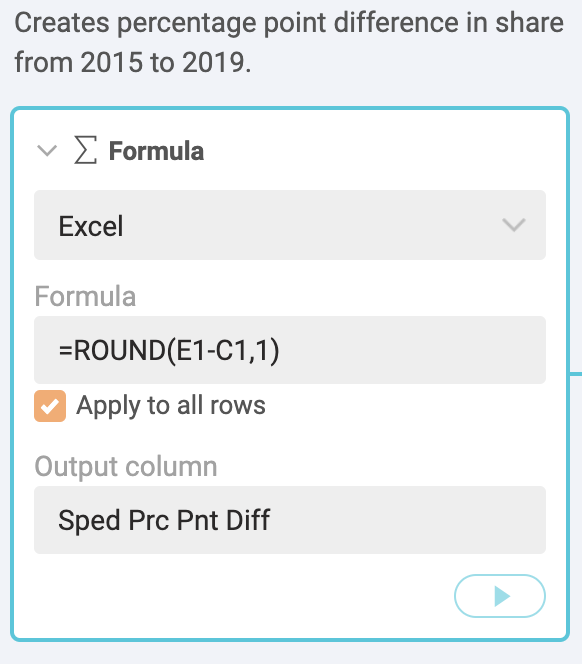 Creates percentage point difference in share
from 2015 to 2019.
∑ Formula
Excel
Formula
=ROUND(E1-C1,1)
Apply to all rows
Output column
Sped Prc Pnt Diff